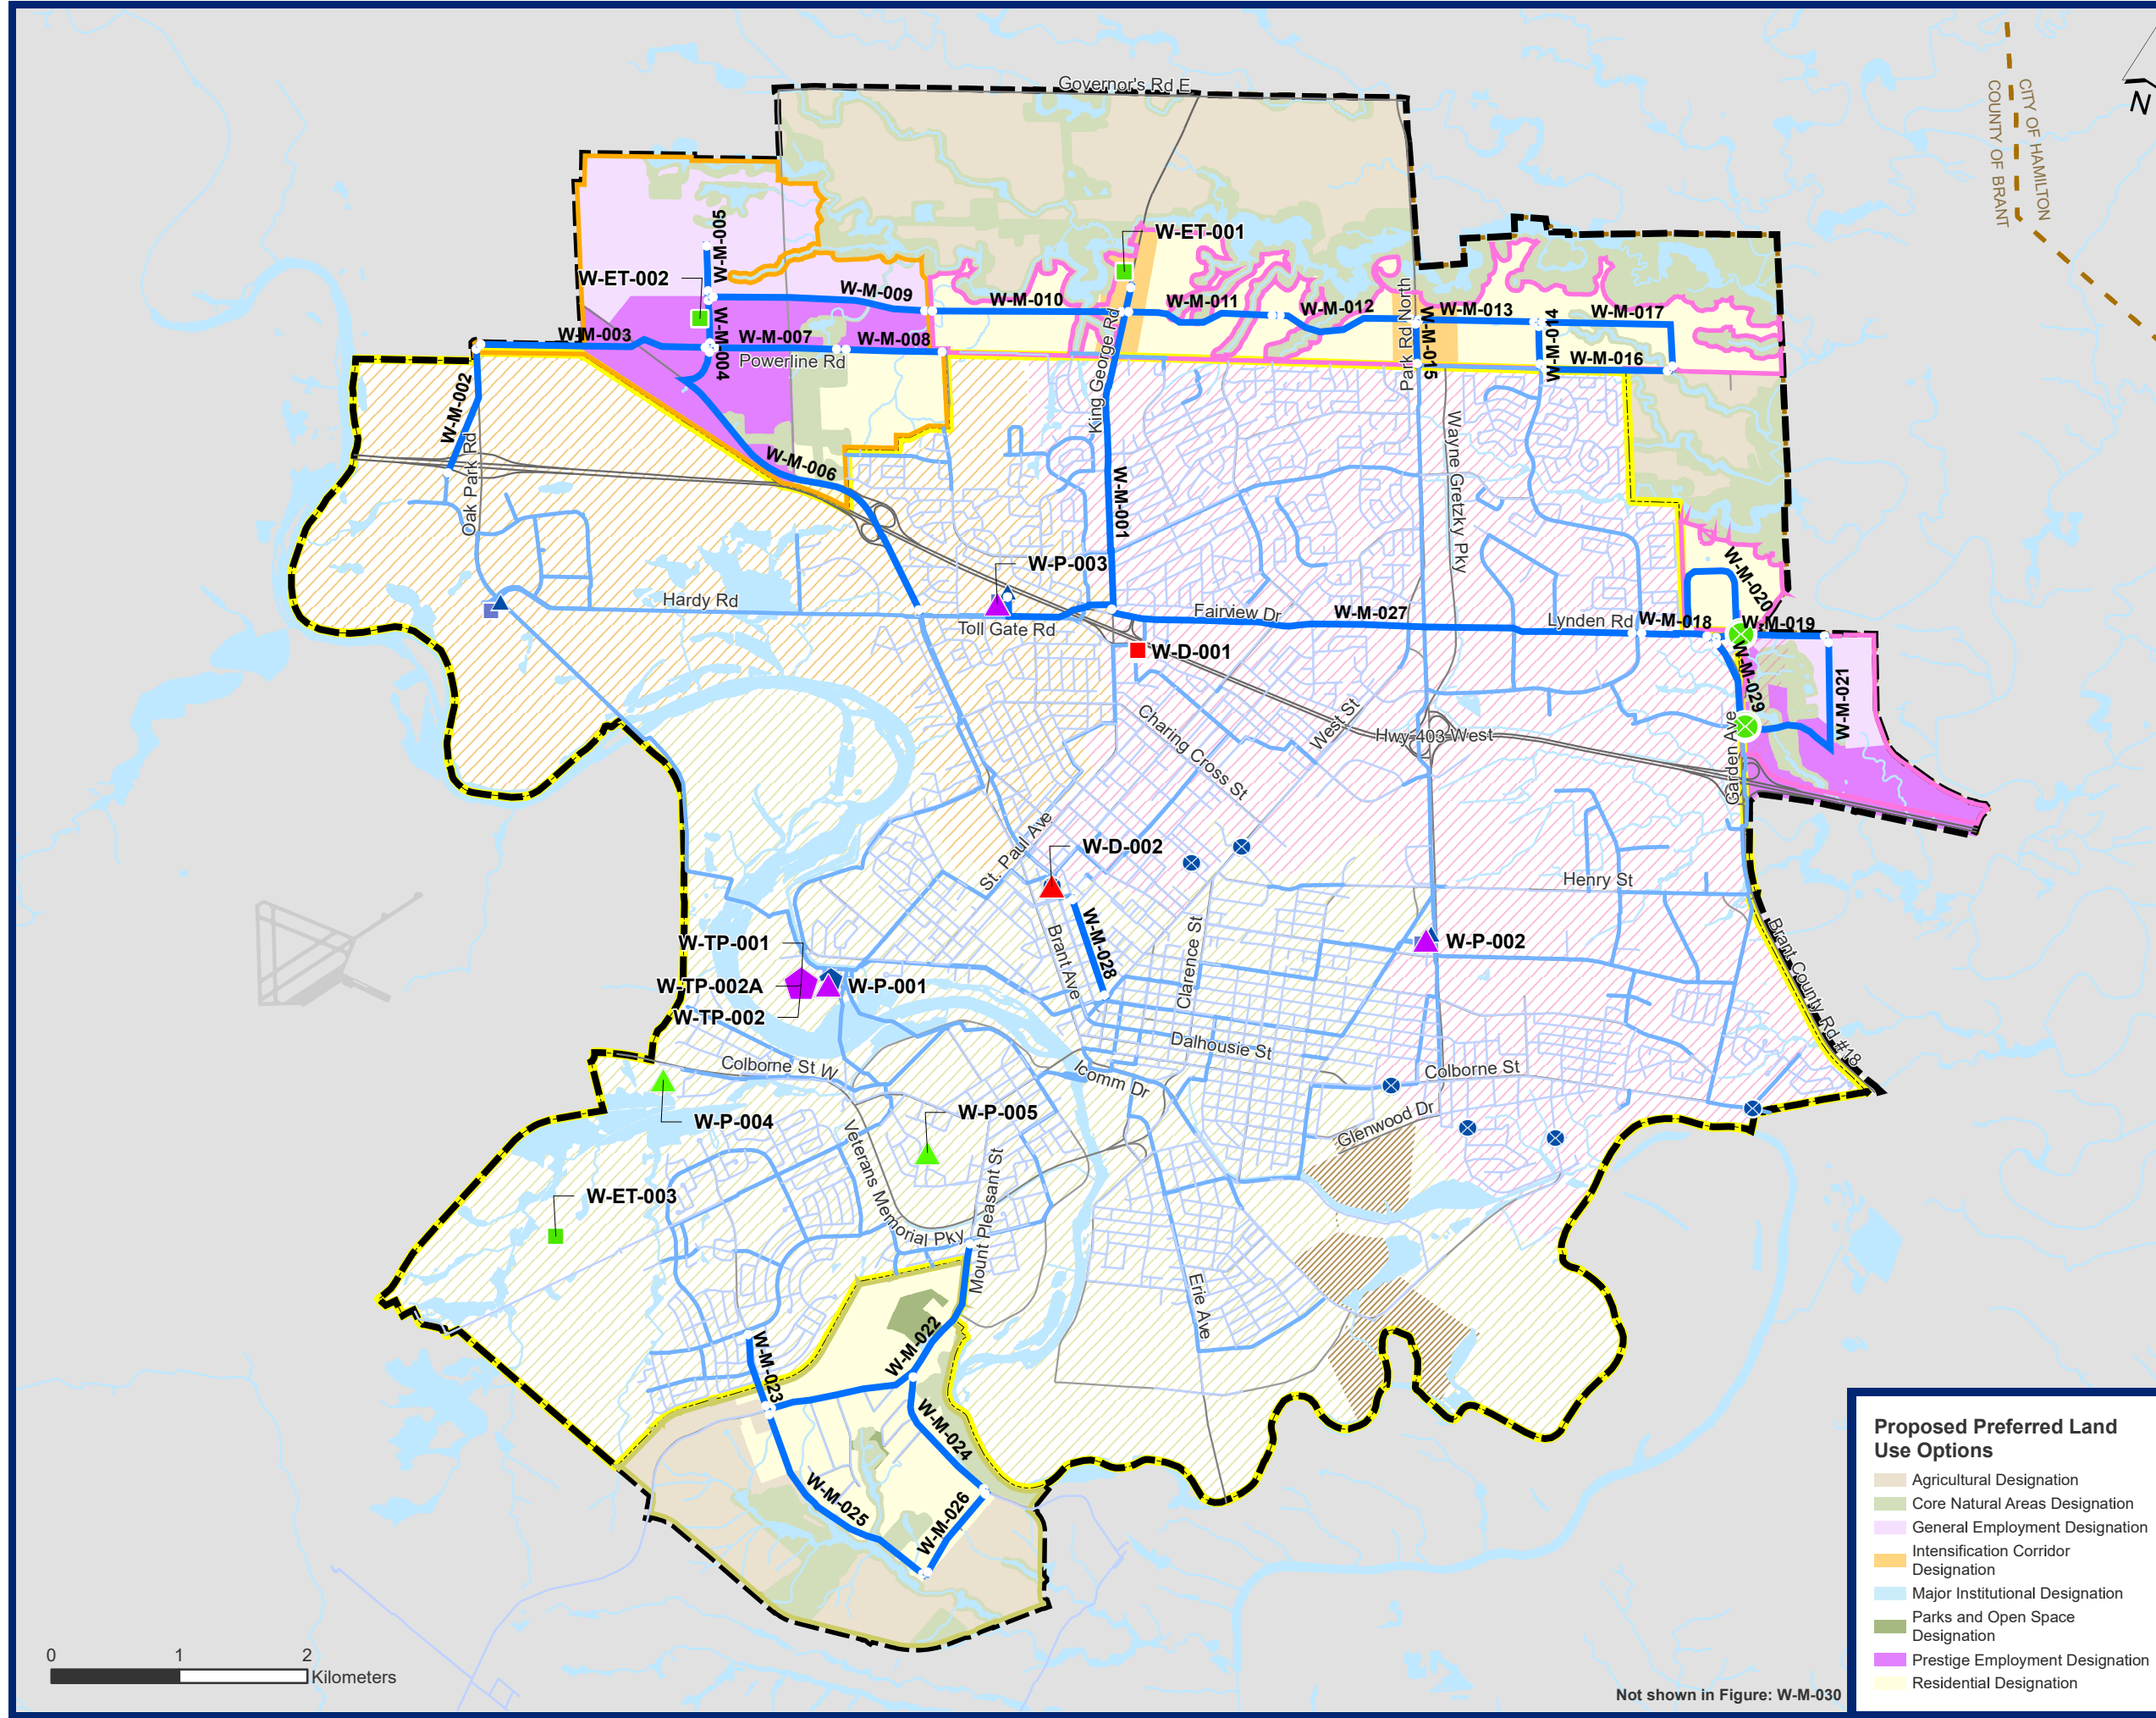 Governor's Rd E
CITY OF HAMILTON
COUNTY OF BRANT
N
W-ET-001
W-M-005
W-ET-002
W-M-009
W-M-010
W-M-011
W-M-012
W-M-013
W-M-017
W-M-003
W-M-004
W-M-007
W-M-008
Powerline Rd
King George Rd
Park Rd North
W-M-015
W-M-014
W-M-016
W-M-002
Oak Park Rd
W-M-006
W-M-001
Wayne Gretzky Pky
W-P-003
Hardy Rd
Toll Gate Rd
Fairview Dr
W-M-027
Lynden Rd
W-M-018
W-M-020
W-M-019
W-D-001
W-M-029
W-M-021
Garden Ave
Charing Cross St
West St
Hwy 403 West
St. Paul Ave
W-D-002
Henry St
W-M-028
Brant Ave
Clarence St
W-P-002
Brant County Rd #18
W-TP-001
W-TP-002A
W-P-001
W-TP-002
Dalhousie St
Colborne St W
Icomm Dr
Colborne St
Glenwood Dr
W-P-004
W-P-005
Veterans Memorial Pky
Mount Pleasant St
W-ET-003
Erie Ave
W-M-022
W-M-023
W-M-024
W-M-025
W-M-026
Proposed Preferred Land
Use Options
Agricultural Designation
Core Natural Areas Designation
General Employment Designation
Intensification Corridor
Designation
Major Institutional Designation
Parks and Open Space
Designation
Prestige Employment Designation
Residential Designation
0 1 2
Kilometers
Not shown in Figure: W-M-030